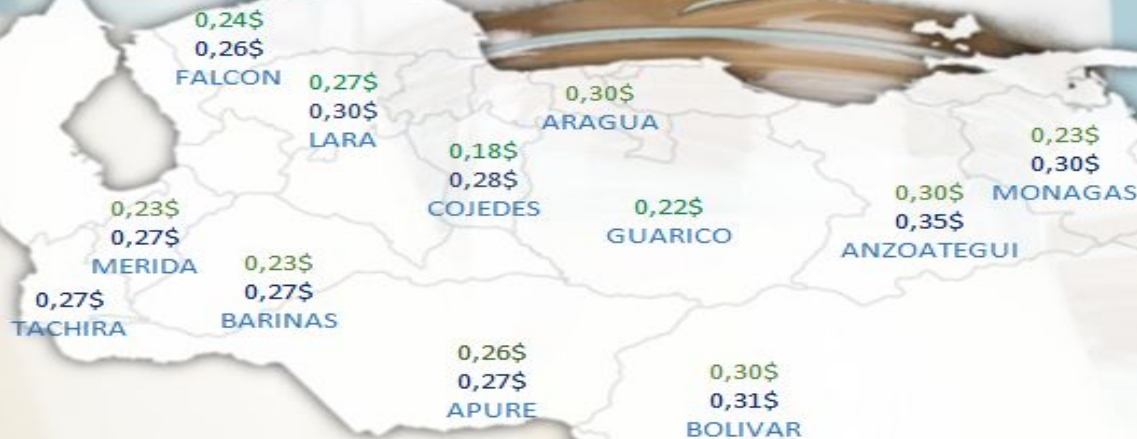 0,24$
0,26$
FALCON
0,27$
0,30$
LARA
0,30$
ARAGUA
0,18$
0,28$
COJEDES
0,23$
0,30$
MONAGAS
0,22$
GUARICO
0,30$
0,35$
ANZOATEGUI
0,23$
0,27$
MERIDA
0,23$
0,27$
BARINAS
0,27$
TACHIRA
0,26$
0,27$
APURE
0,30$
0,31$
BOLIVAR